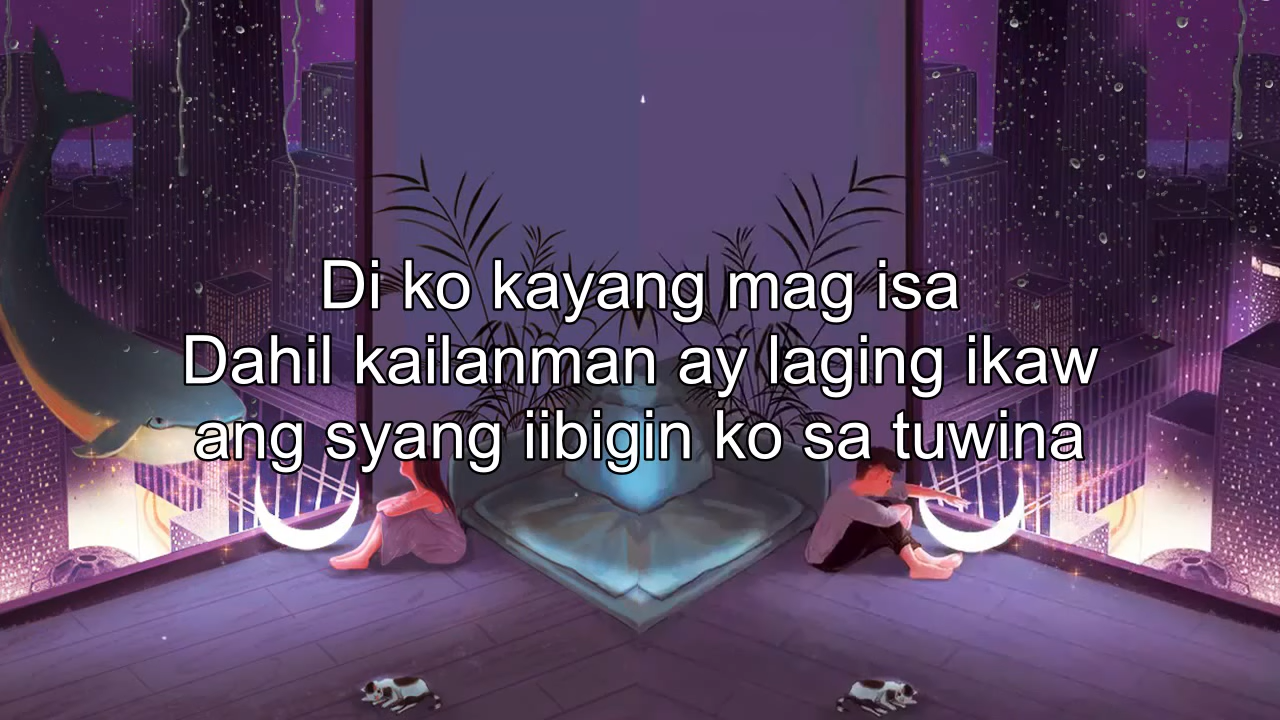 Di ko kayang mag isa
Dahil kailanman ay laging ikaw
ang syang iibigin ko sa tuwina